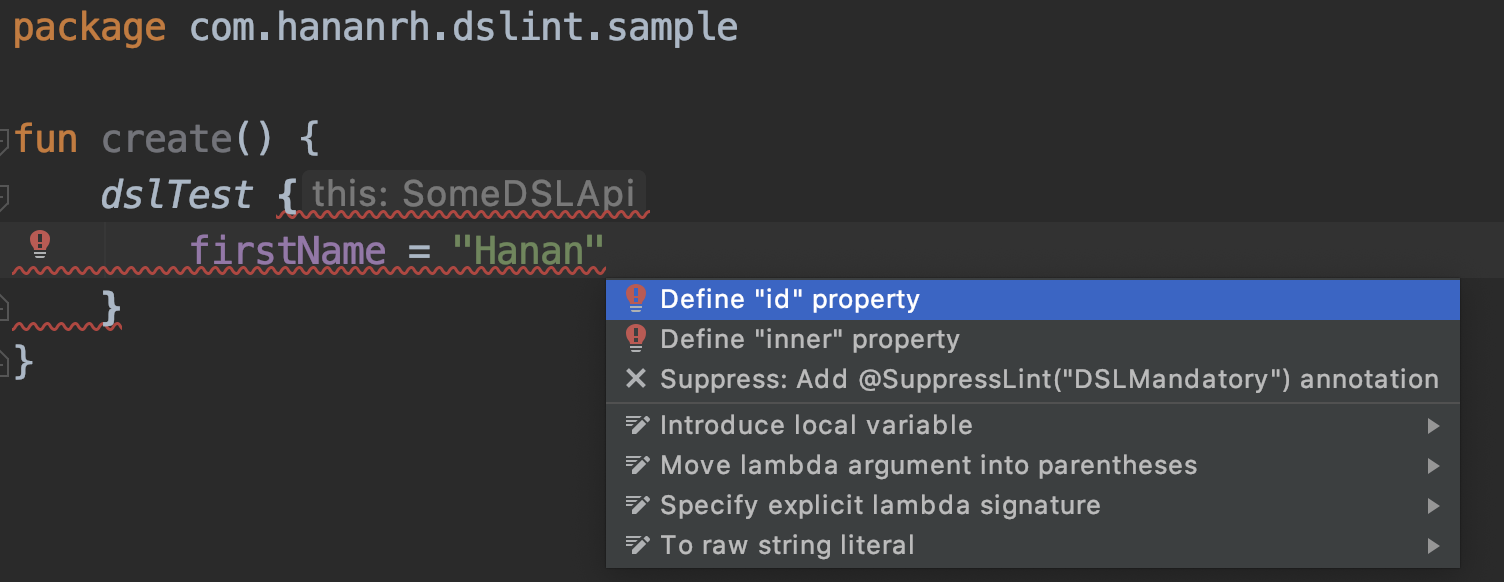 package com.hananrh.dslint.sample
fun create() {
dslTest { this: SomeDSLApi
firstName = "Hanan"
}
}
Define "id" property
Define "inner" property
Suppress: Add @SuppressLint("DSLMandatory") annotation
Introduce local variable
Move lambda argument into parentheses
Specify explicit lambda signature
To raw string literal